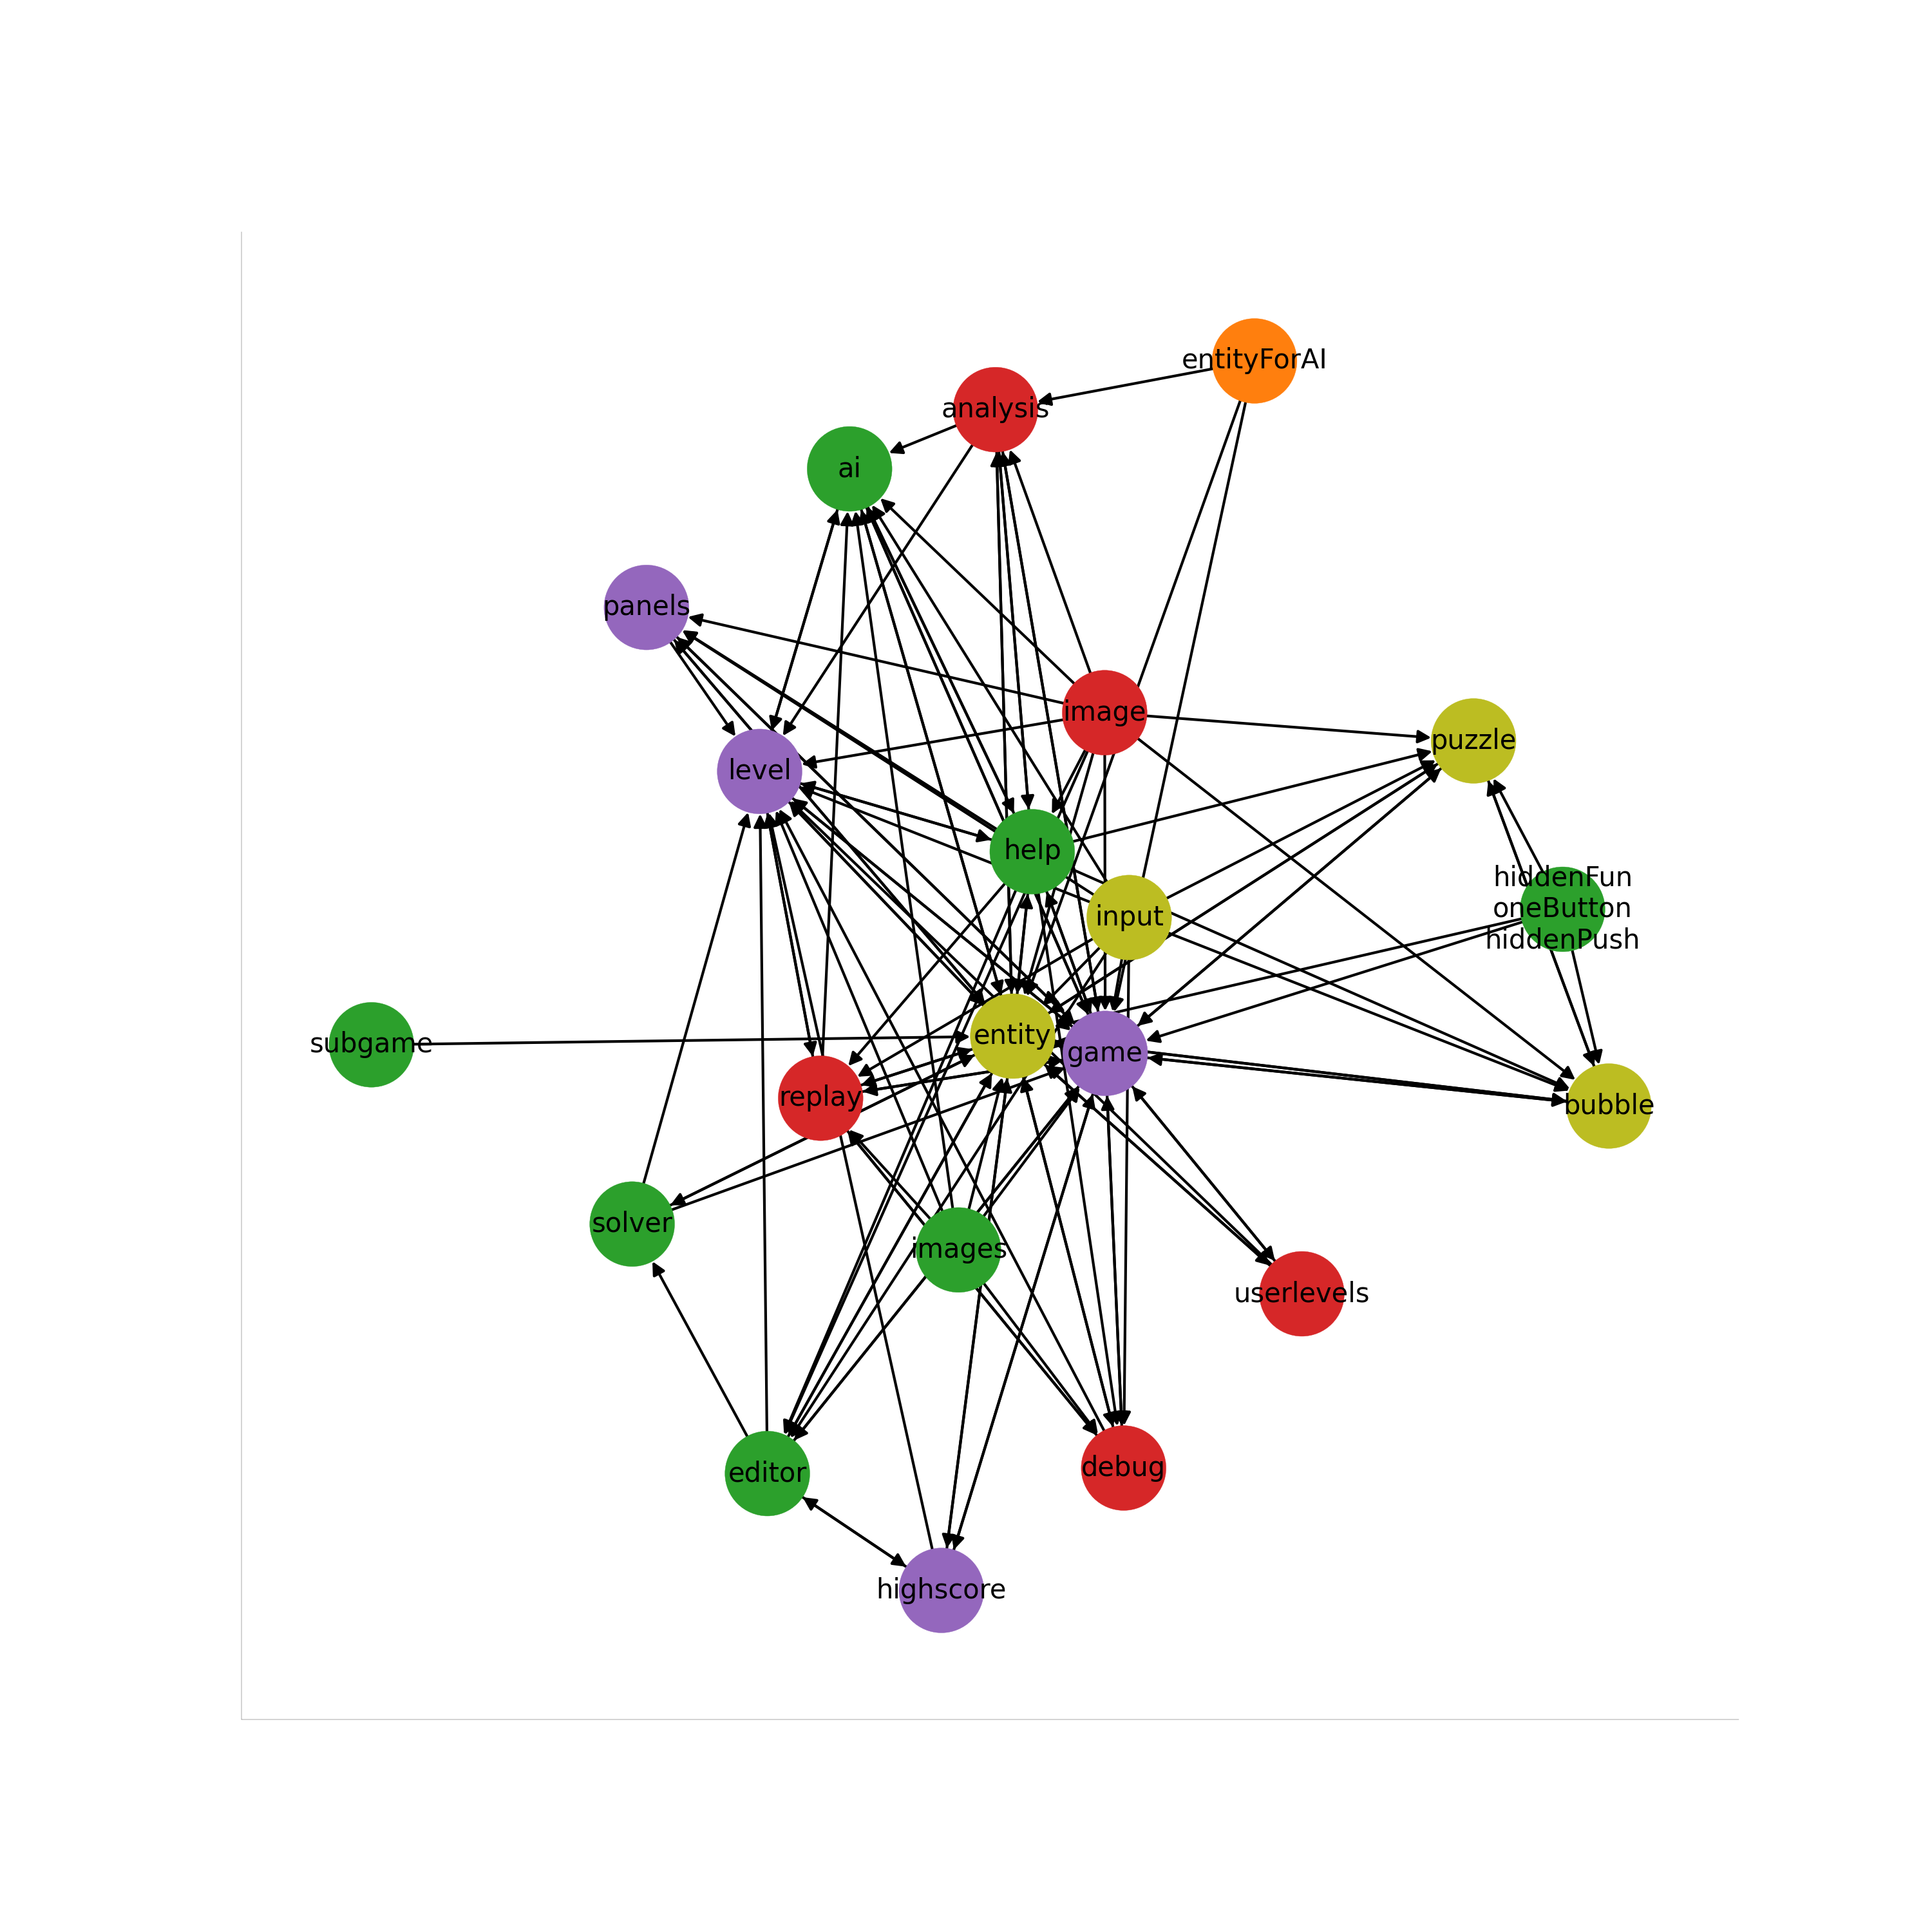 entityForAI
analysis
ai
panels
image
puzzle
level
help
hiddenFun
oneButton
hiddenPush
input
entity
game
subgame
replay
bubble
solver
images
userlevels
editor
debug
highscore